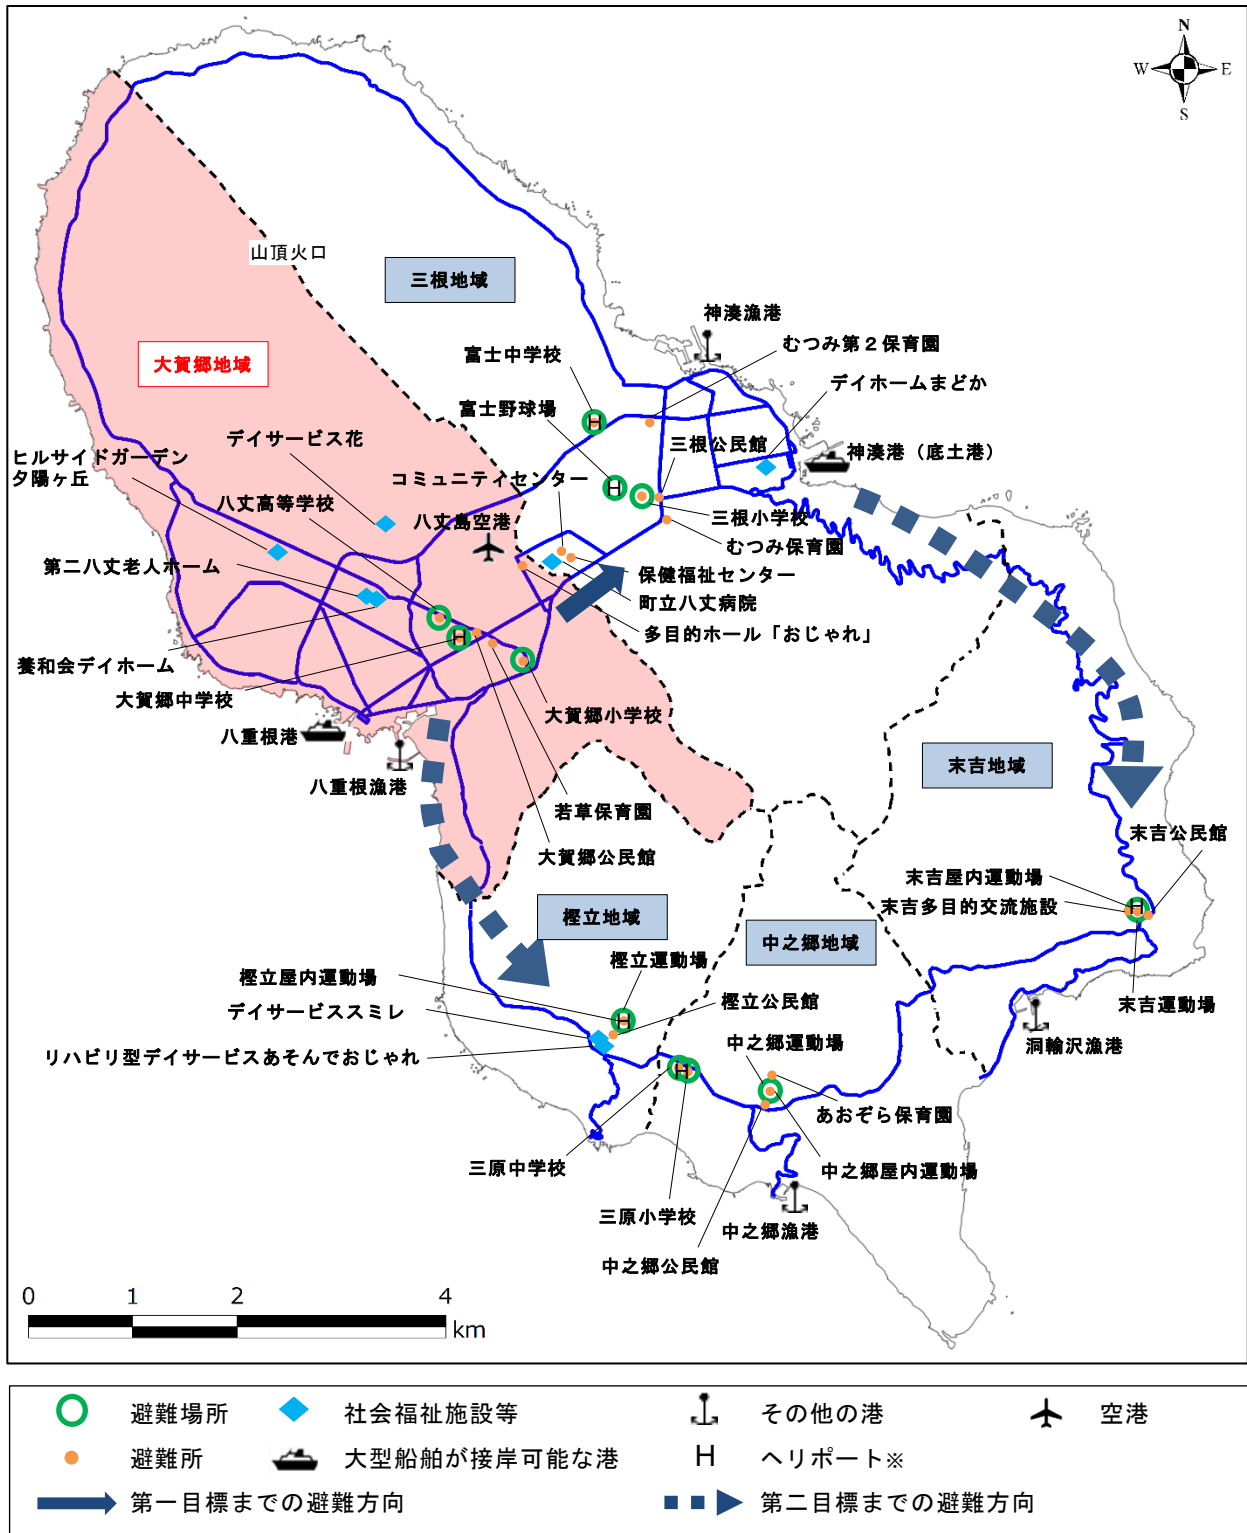 N
W
E
S
山頂火口
三根地域
大賀郷地域
神湊漁港
富士中学校
むつみ第２保育園
デイホームまどか
富士野球場
デイサービス花
三根公民館
ヒルサイドガーデン
夕陽ヶ丘
コミュニティセンター
神湊港（底土港）
八丈高等学校
八丈島空港
三根小学校
むつみ保育園
第二八丈老人ホーム
保健福祉センター
町立八丈病院
多目的ホール「おじゃれ」
養和会デイホーム
大賀郷中学校
大賀郷小学校
八重根港
八重根漁港
末吉地域
若草保育園
大賀郷公民館
末吉公民館
末吉屋内運動場
末吉多目的交流施設
樫立地域
中之郷地域
樫立運動場
樫立屋内運動場
樫立公民館
デイサービススミレ
末吉運動場
リハビリ型デイサービスあそんでおじゃれ
中之郷運動場
洞輪沢漁港
あおぞら保育園
三原中学校
中之郷屋内運動場
三原小学校
中之郷漁港
中之郷公民館
H
H
H
H
H
H
0 1 2 4
km
避難場所 社会福祉施設等 その他の港 空港
避難所 大型船舶が接岸可能な港 H ヘリポート※
第一目標までの避難方向 第二目標までの避難方向